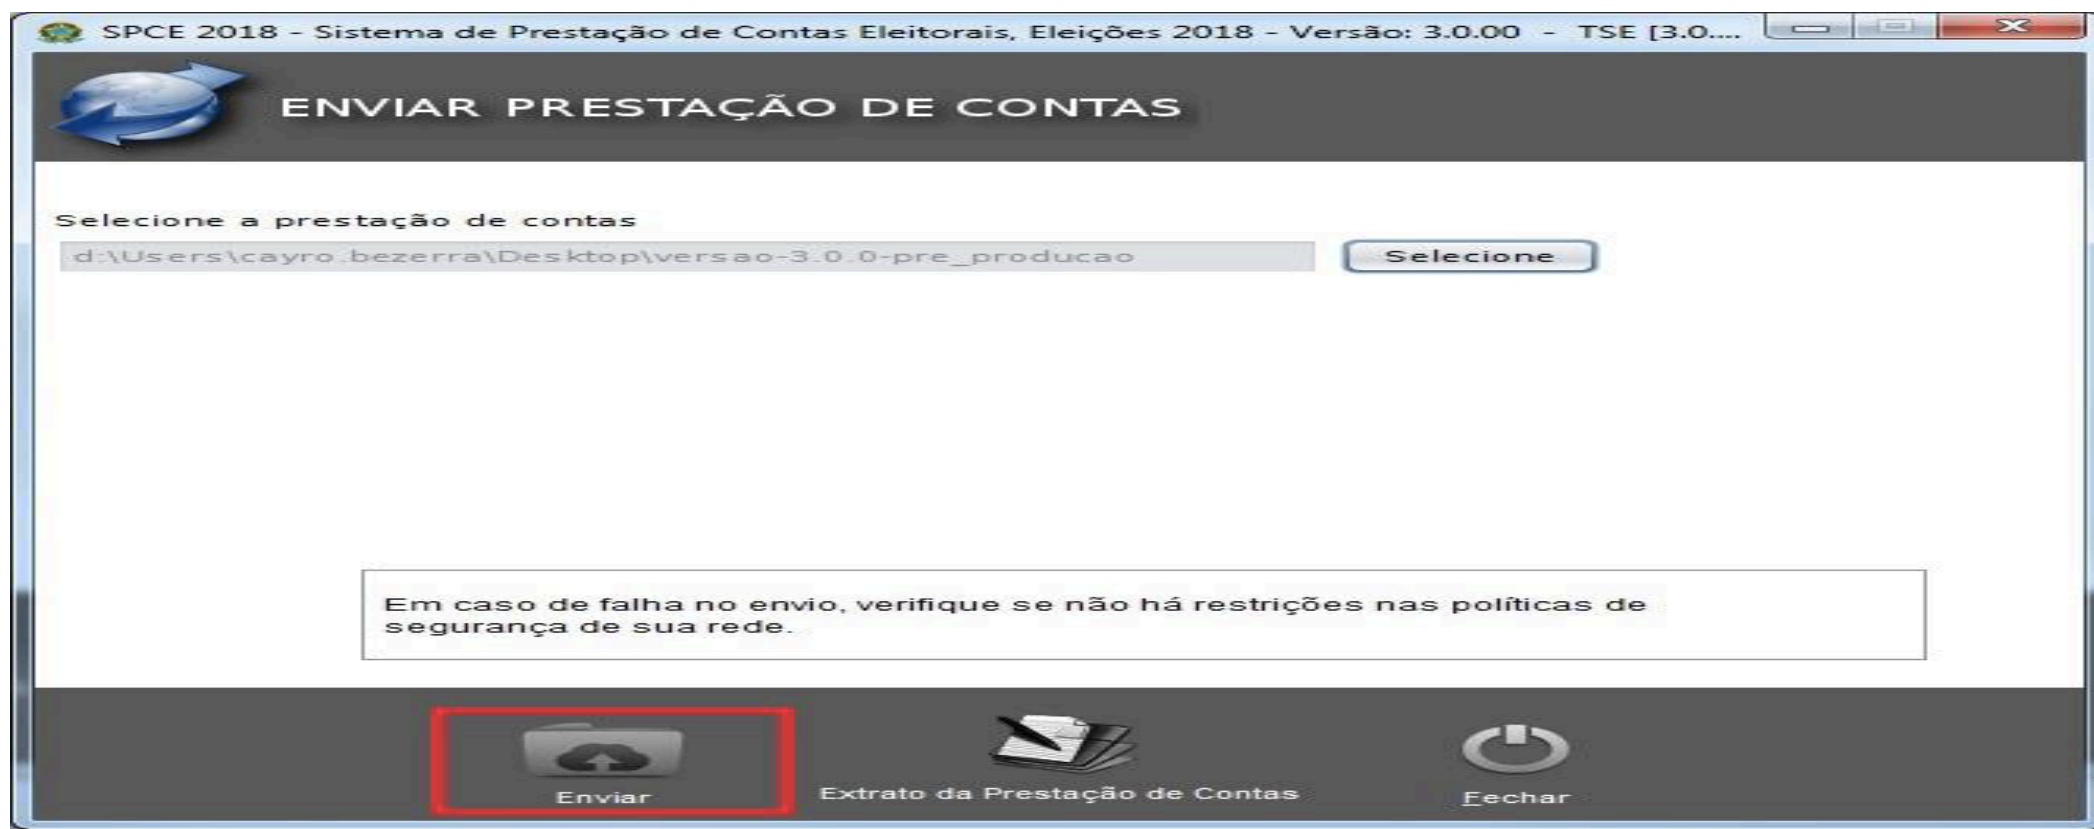 SPCE 2018 - Sistema de Prestação de Contas Eleitorais, Eleições 2018 - Versão: 3.0.00 - TSE [3.0....
ENVIAR PRESTAÇÃO DE CONTAS
Selecione a prestação de contas
d:\Users\cayro.bezerra\Desktop\versao-3.0.0-pre_producao
Selecione
Em caso de falha no envio, verifique se não há restrições nas políticas de
segurança de sua rede.
Enviar
Extrato da Prestação de Contas
Fechar